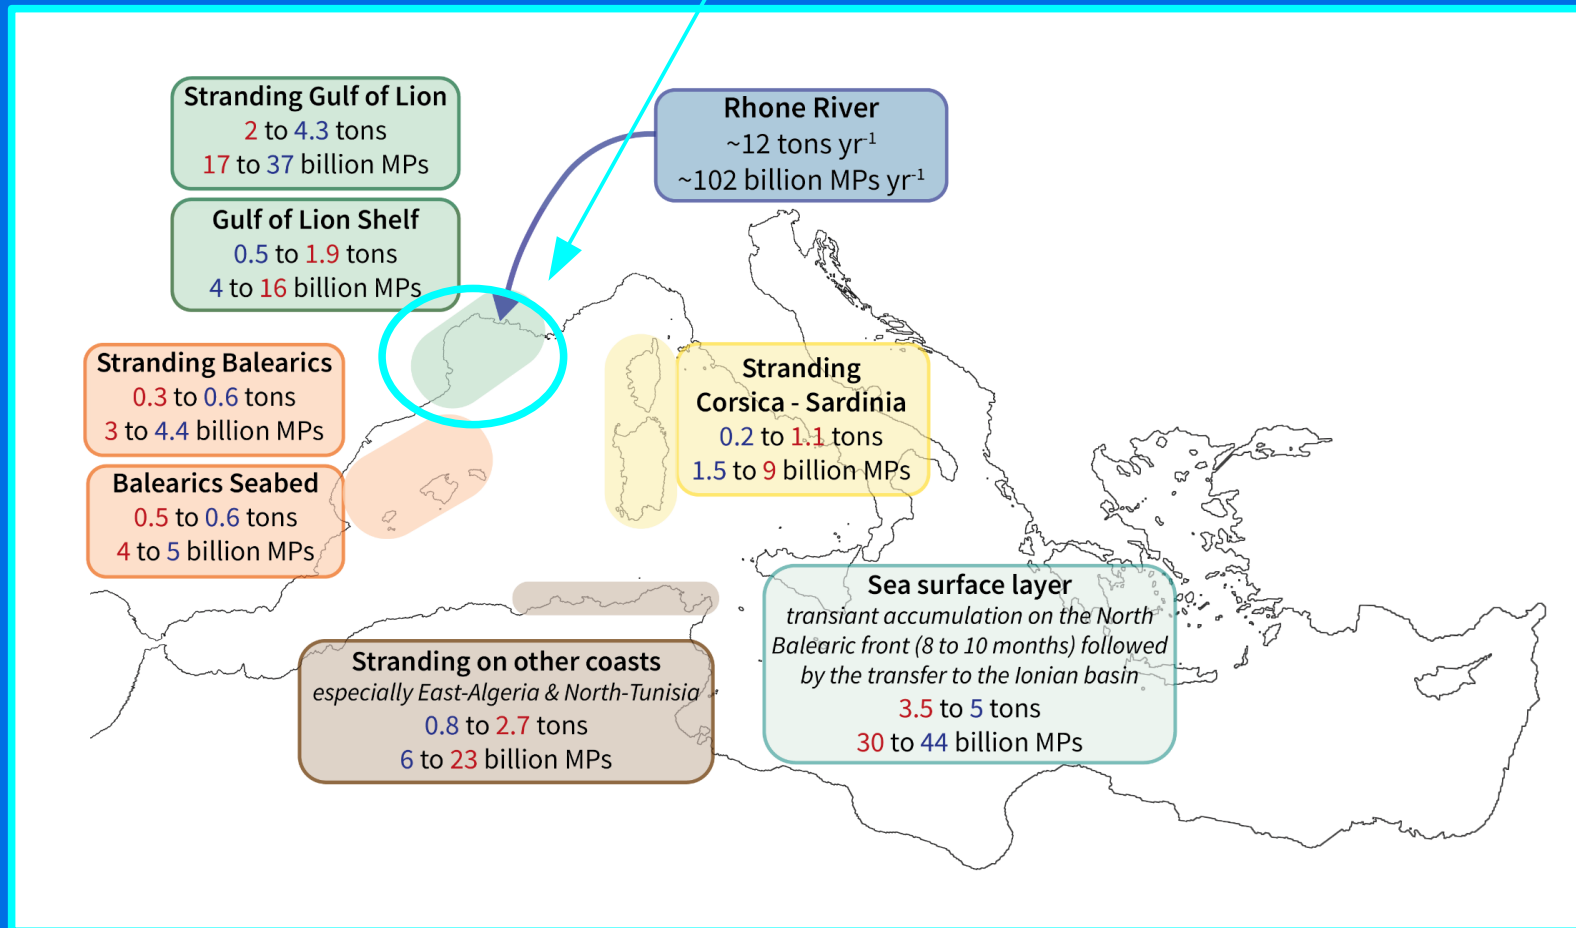 Stranding Gulf of Lion
2 to 4.3 tons
17 to 37 billion MPs
Gulf of Lion Shelf
0.5 to 1.9 tons
4 to 16 billion MPs
Rhone River
~12 tons yr⁻¹
~102 billion MPs yr⁻¹
Stranding Balearics
0.3 to 0.6 tons
3 to 4.4 billion MPs
Balearics Seabed
0.5 to 0.6 tons
4 to 5 billion MPs
Stranding
Corsica - Sardinia
0.2 to 1.1 tons
1.5 to 9 billion MPs
Stranding on other coasts
especially East-Algeria & North-Tunisia
0.8 to 2.7 tons
6 to 23 billion MPs
Sea surface layer
transiant accumulation on the North
Balearic front (8 to 10 months) followed
by the transfer to the Ionian basin
3.5 to 5 tons
30 to 44 billion MPs